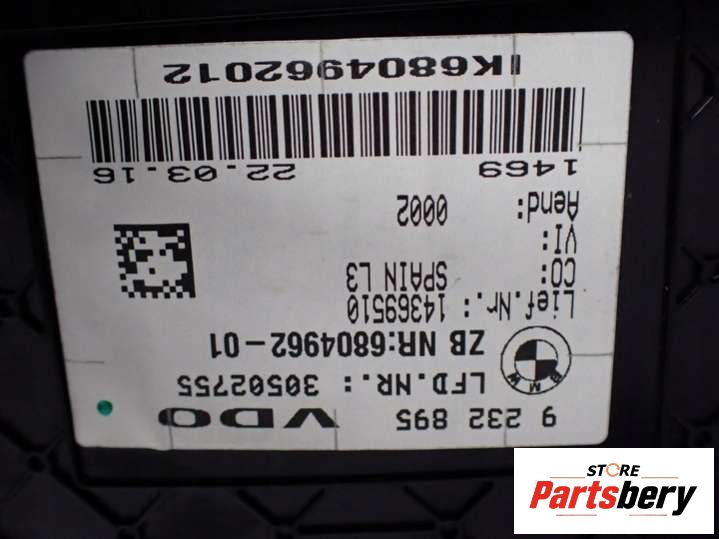 9 232 895 VDO
LFD.NR.: 30502755
BMW
ZB NR:6804962-01
Lief.Nr.: 14369510
CO: SPAIN L3
VI:
Aend: 0002
1469 22.03.16
IK6804962012
STORE
Partsbery